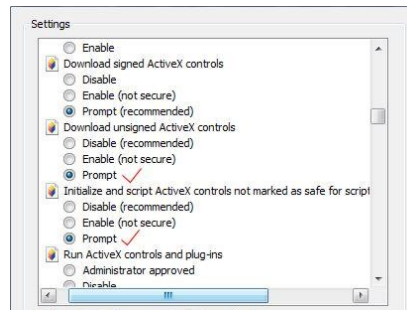 Settings
Enable
Download signed ActiveX controls
Disable
Enable (not secure)
Prompt (recommended)
Download unsigned ActiveX controls
Disable (recommended)
Enable (not secure)
Prompt
Initialize and script ActiveX controls not marked as safe for script
Disable (recommended)
Enable (not secure)
Prompt
Run ActiveX controls and plug-ins
Administrator approved
Disable